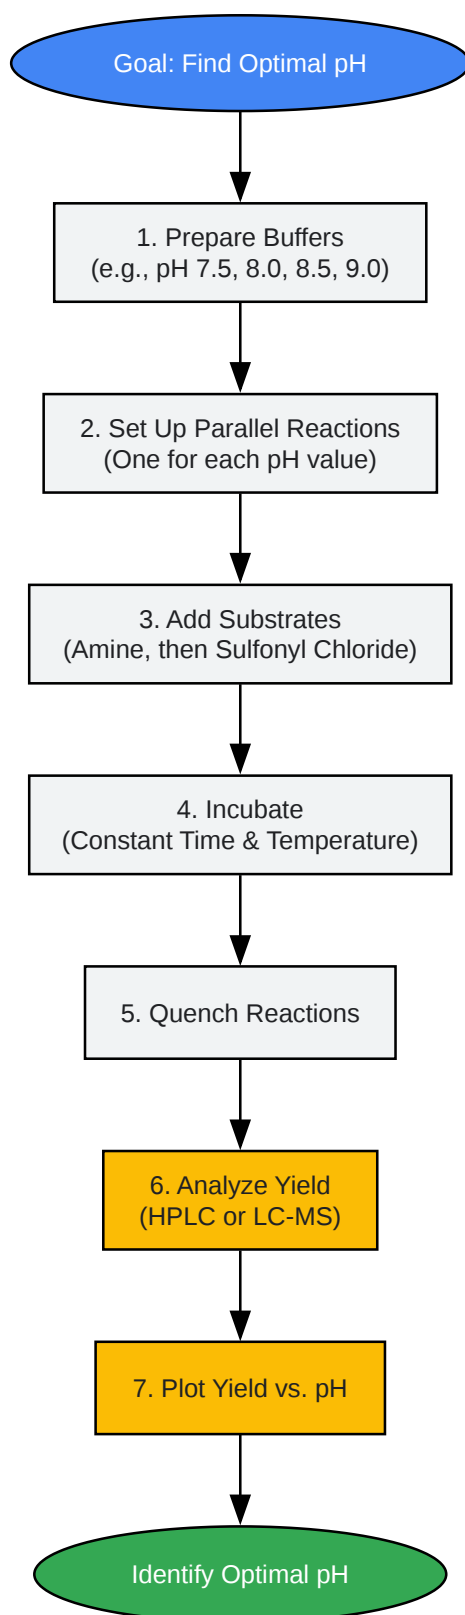 Goal: Find Optimal pH
1. Prepare Buffers
(e.g., pH 7.5, 8.0, 8.5, 9.0)
2. Set Up Parallel Reactions
(One for each pH value)
3. Add Substrates
(Amine, then Sulfonyl Chloride)
4. Incubate
(Constant Time & Temperature)
5. Quench Reactions
6. Analyze Yield
(HPLC or LC-MS)
7. Plot Yield vs. pH
Identify Optimal pH